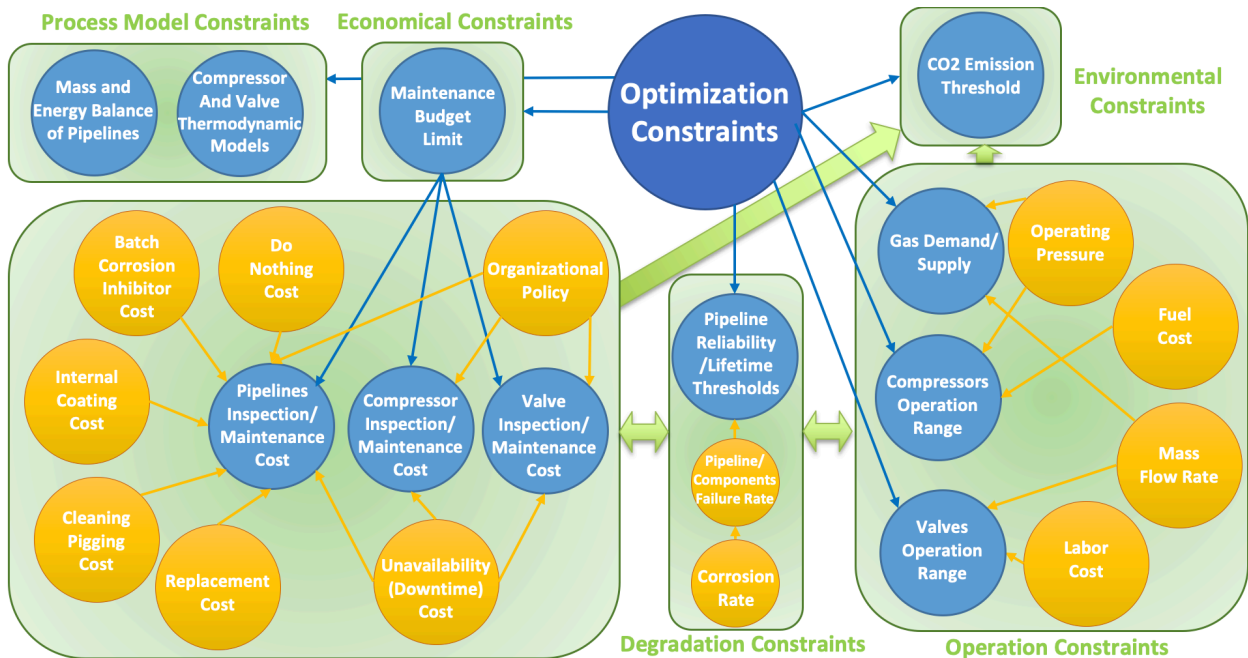 Process Model Constraints
Mass and
Energy Balance
of Pipelines
Compressor
And Valve
Thermodynamic
Models
Economical Constraints
Maintenance
Budget
Limit
Optimization
Constraints
CO2 Emission
Threshold
Environmental
Constraints
Batch
Corrosion
Inhibitor
Cost
Do
Nothing
Cost
Organizational
Policy
Internal
Coating
Cost
Pipelines
Inspection/
Maintenance
Cost
Compressor
Inspection/
Maintenance
Cost
Valve
Inspection/
Maintenance
Cost
Cleaning
Pigging
Cost
Replacement
Cost
Unavailability
(Downtime)
Cost
Pipeline
Reliability
/Lifetime
Thresholds
Pipeline/
Components
Failure Rate
Corrosion
Rate
Degradation Constraints
Gas Demand/
Supply
Operating
Pressure
Fuel
Cost
Compressors
Operation
Range
Mass
Flow Rate
Valves
Operation
Range
Labor
Cost
Operation Constraints